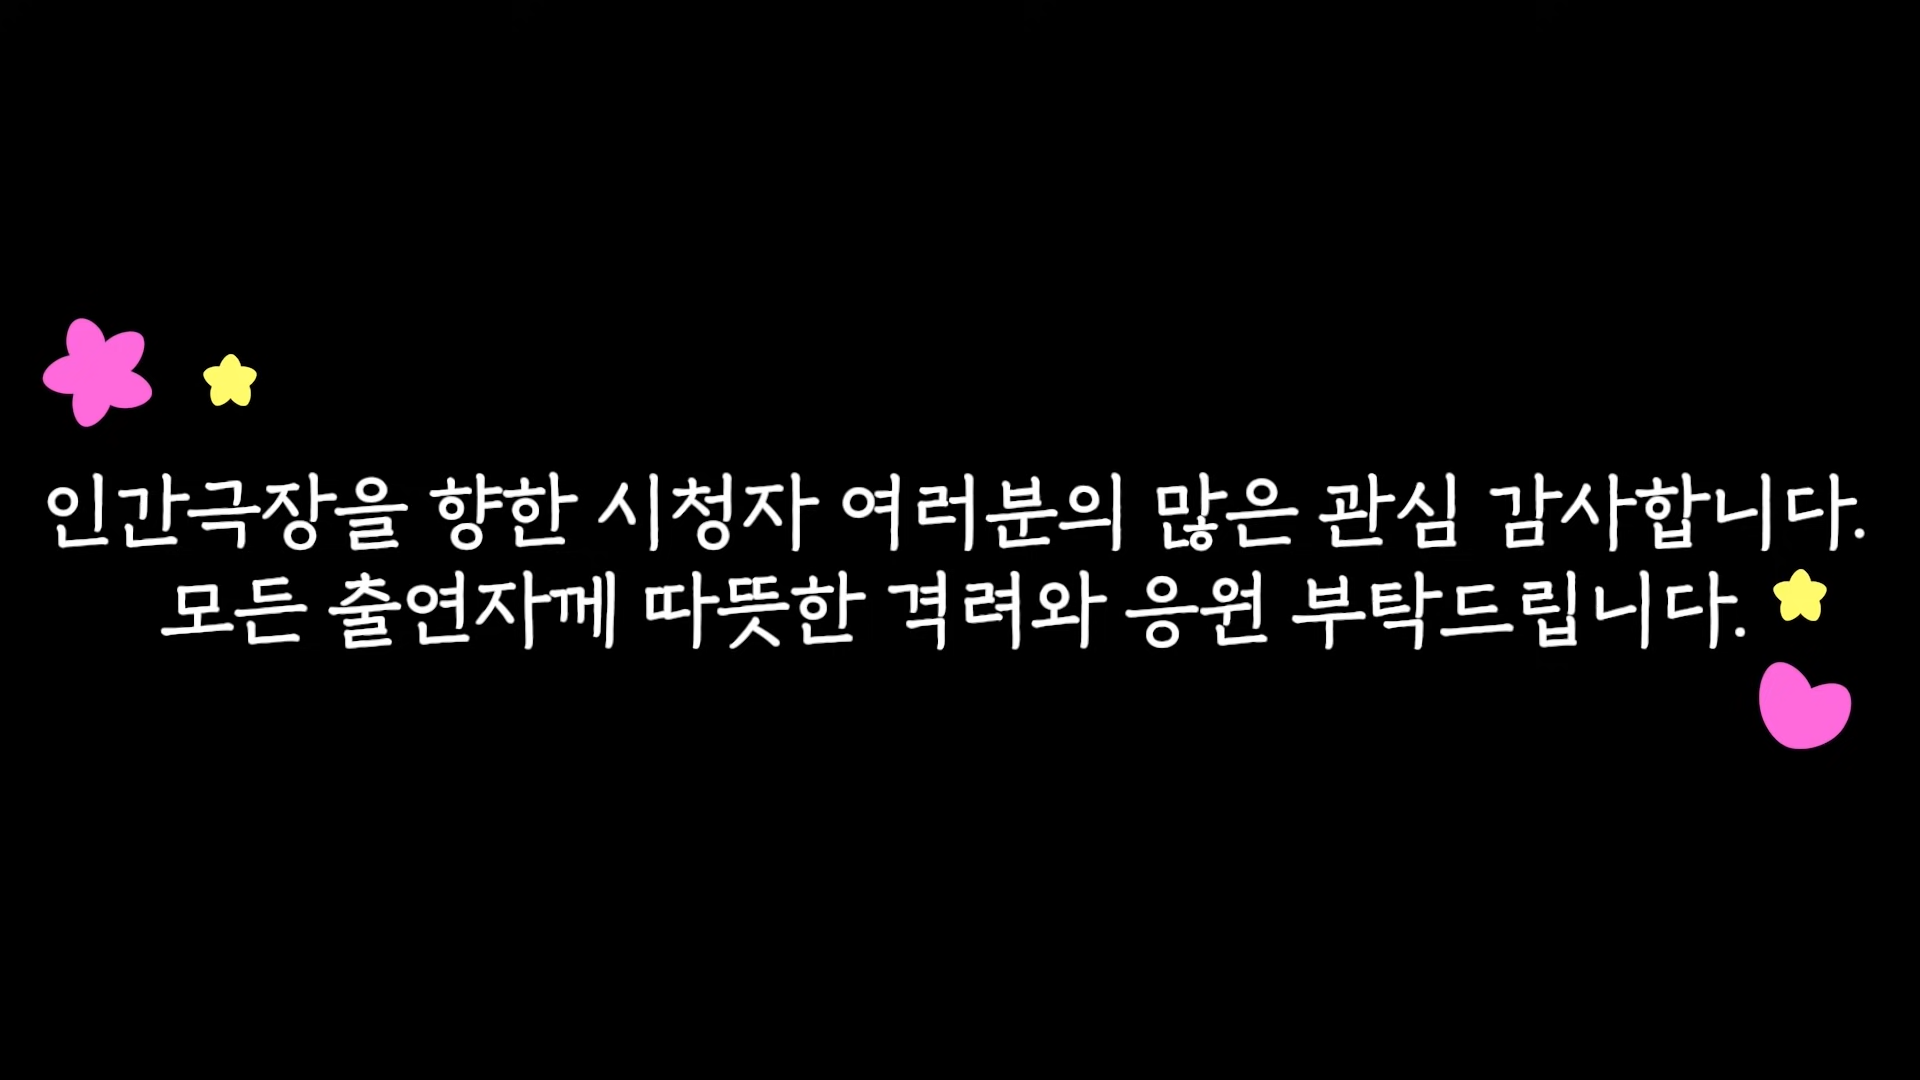 인간극장을 향한 시청자 여러분의 많은 관심 감사합니다.
모든 출연자께 따뜻한 격려와 응원 부탁드립니다.